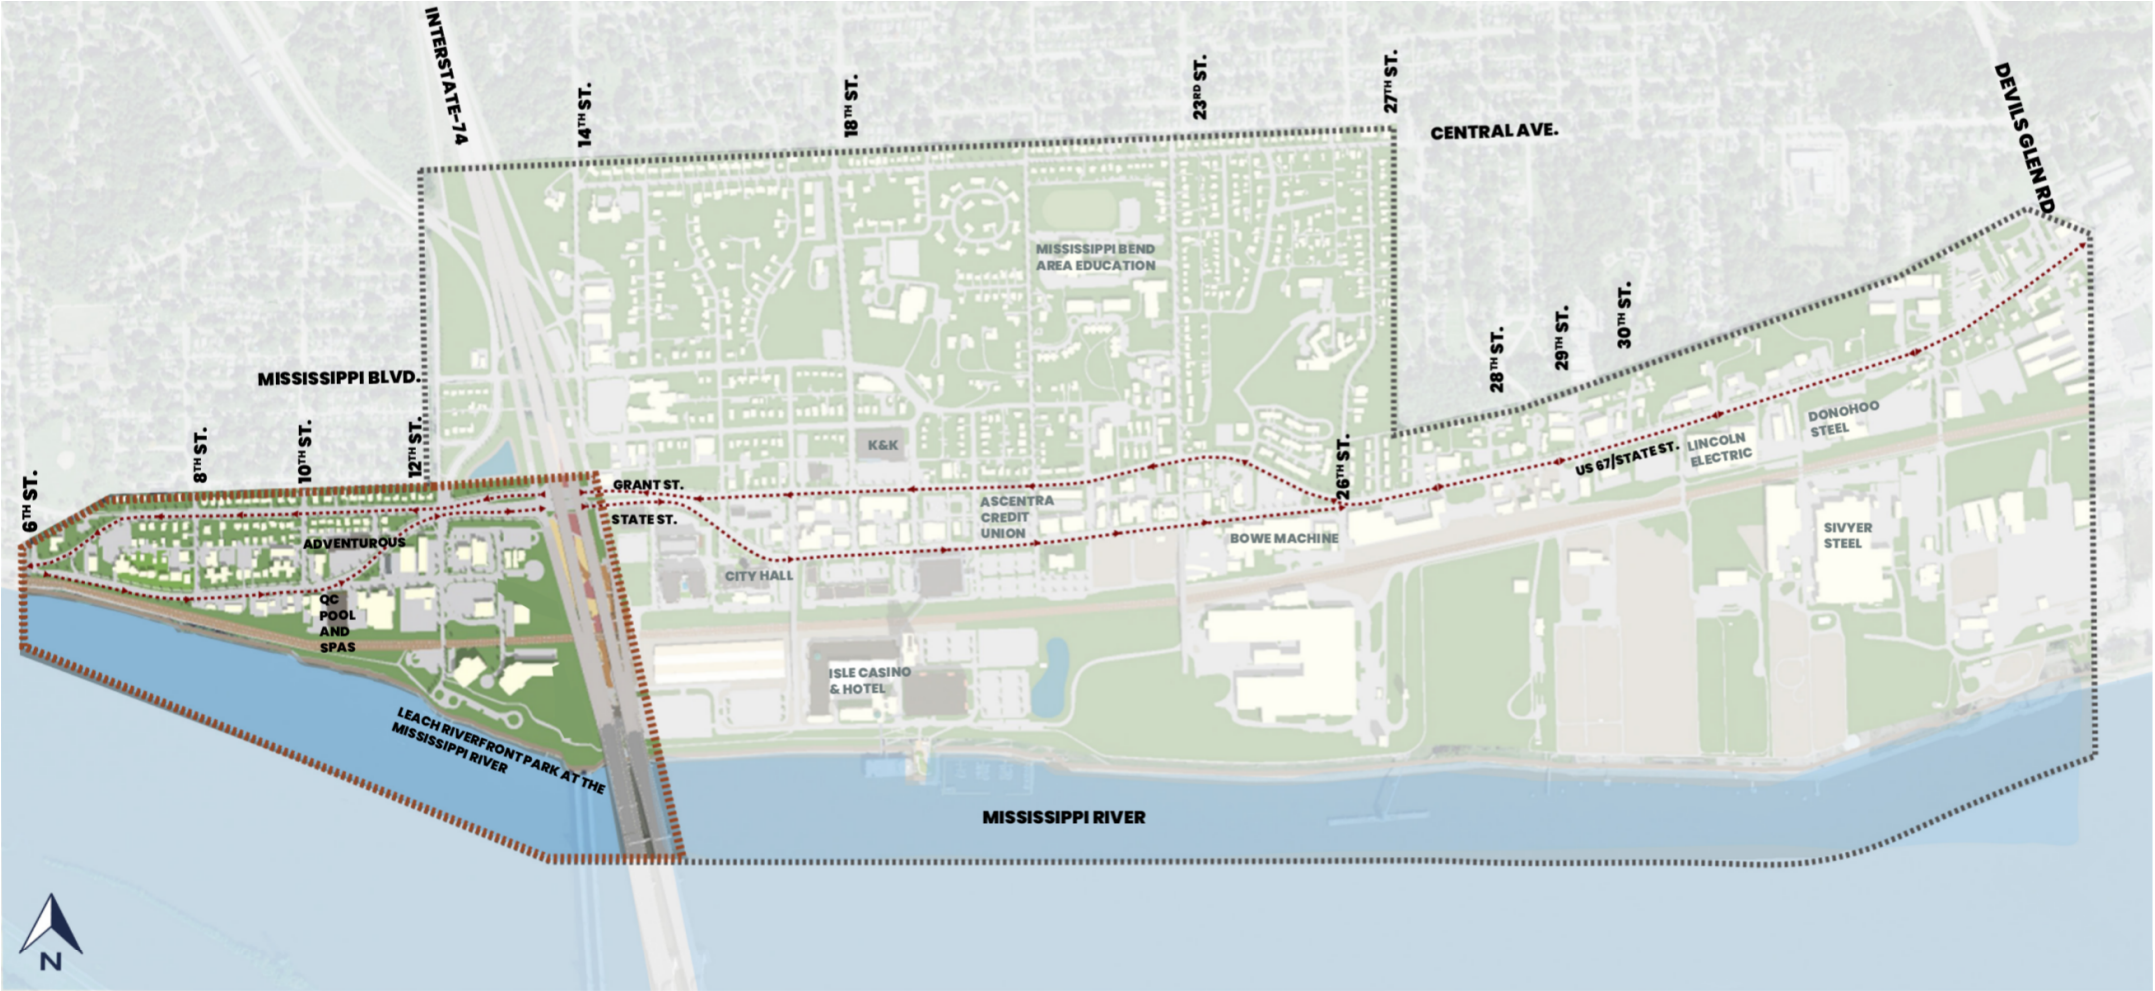 INTERSTATE-74
14TH ST.
18TH ST.
23RD ST.
27TH ST.
CENTRAL AVE.
DEVILS GLEN RD
MISSISSIPPI BEND
AREA EDUCATION
28TH ST.
29TH ST.
30TH ST.
MISSISSIPPI BLVD.
6TH ST.
8TH ST.
10TH ST.
12TH ST.
K&K
26TH ST.
US 67/STATE ST.
LINCOLN
ELECTRIC
DONOHOO
STEEL
GRANT ST.
STATE ST.
ASCENTRA
CREDIT
UNION
BOWE MACHINE
SIVYER
STEEL
ADVENTUROUS
CITY HALL
QC
POOL
AND
SPAS
ISLE CASINO
& HOTEL
LEACH RIVERFRONT PARK AT THE
MISSISSIPPI RIVER
MISSISSIPPI RIVER
N